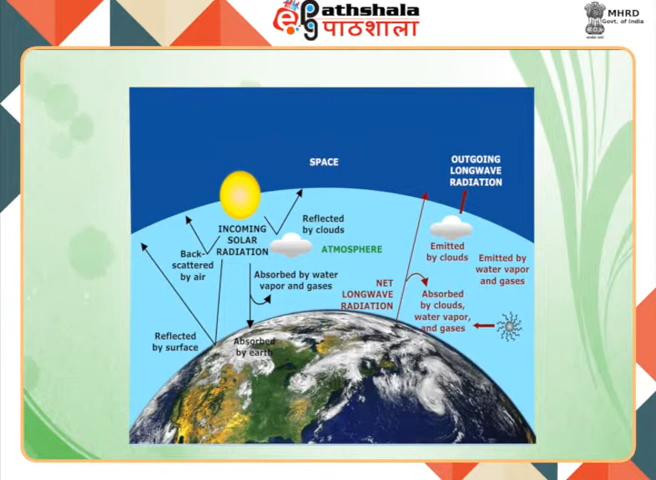 epathshala
पाठशाला
MHRD
Govt. of India
SPACE
OUTGOING
LONGWAVE
RADIATION
INCOMING
SOLAR
RADIATION
Reflected
by clouds
ATMOSPHERE
Back-
scattered
by air
Absorbed by water
vapor and gases
Emitted
by clouds
Emitted by
water vapor
and gases
NET
LONGWAVE
RADIATION
Absorbed
by clouds,
water vapor,
and gases
Reflected
by surface
Absorbed
by earth